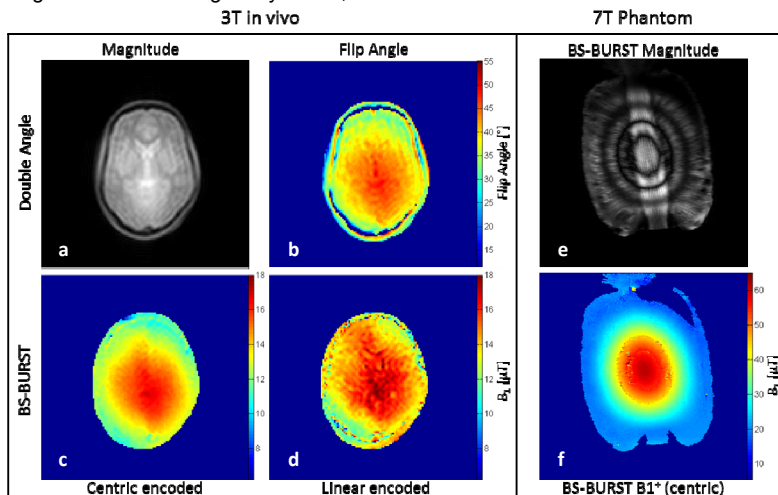 3T in vivo
7T Phantom
Magnitude
Flip Angle
BS-BURST Magnitude
Double Angle
a
b
55
50
45
40
35
30
25
20
15
Flip Angle [°]
e
BS-BURST
c
18
16
14
12
10
8
d
18
16
14
12
10
8
B₁ [µT]
f
60
50
40
30
20
10
B₁ [µT]
Centric encoded
Linear encoded
BS-BURST B1⁺ (centric)